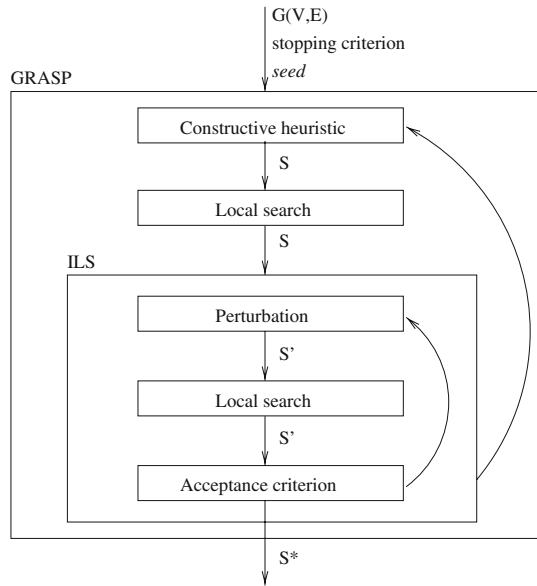 G(V,E)
stopping criterion
seed
GRASP
Constructive heuristic
S
Local search
S
ILS
Perturbation
S'
Local search
S'
Acceptance criterion
S*